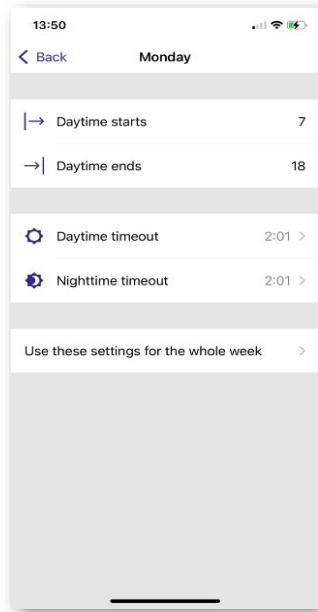 13:50
Back Monday
Daytime starts 7
Daytime ends 18
Daytime timeout 2:01
Nighttime timeout 2:01
Use these settings for the whole week